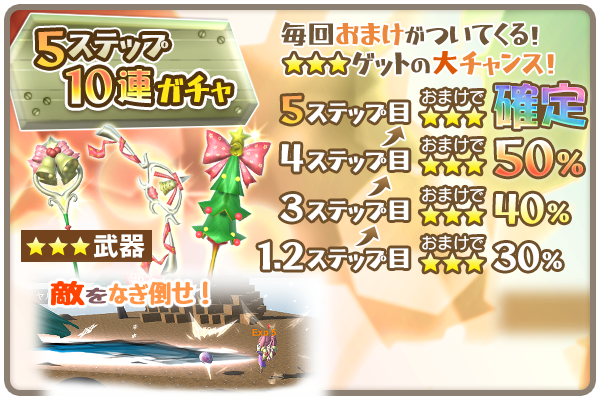 5ステップ
10連ガチャ
毎回おまけがついてくる!
★★★ゲットの大チャンス!
5ステップ目 おまけで ★★★ 確定
4ステップ目 おまけで ★★★ 50%
3ステップ目 おまけで ★★★ 40%
1.2ステップ目 おまけで ★★★ 30%
★★★武器
敵をなぎ倒せ!